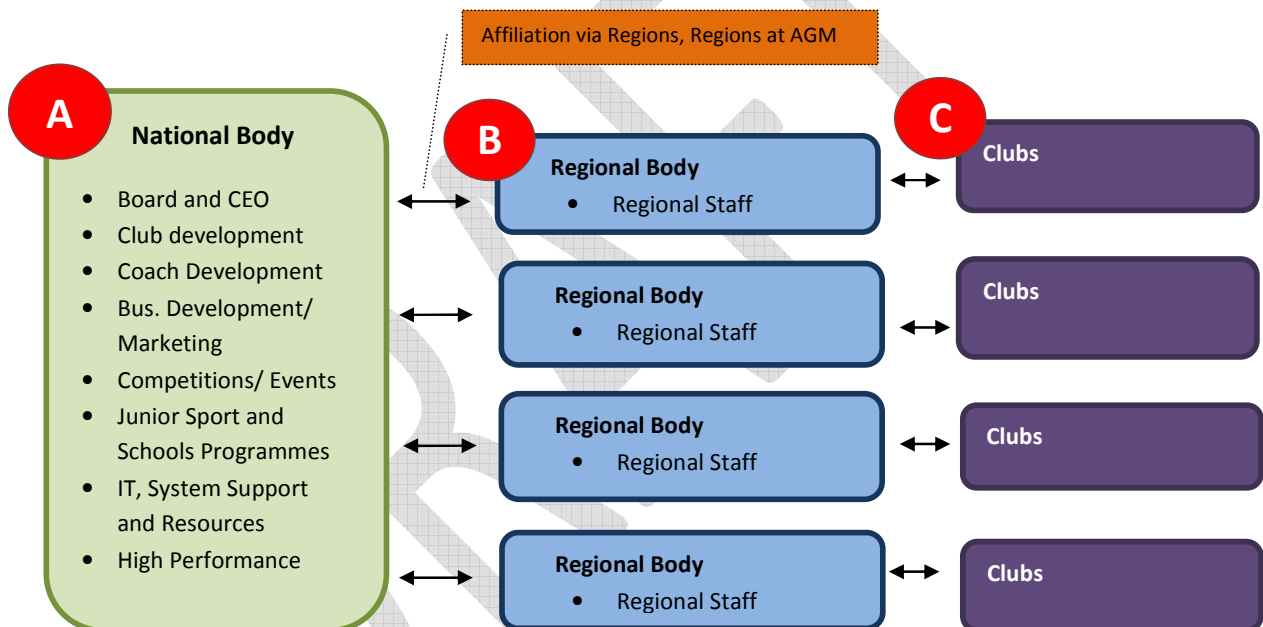 Affiliation via Regions, Regions at AGM
A
National Body
• Board and CEO
• Club development
• Coach Development
• Bus. Development/
Marketing
• Competitions/ Events
• Junior Sport and
Schools Programmes
• IT, System Support
and Resources
• High Performance
B
Regional Body
• Regional Staff
Regional Body
• Regional Staff
Regional Body
• Regional Staff
Regional Body
• Regional Staff
C
Clubs
Clubs
Clubs
Clubs